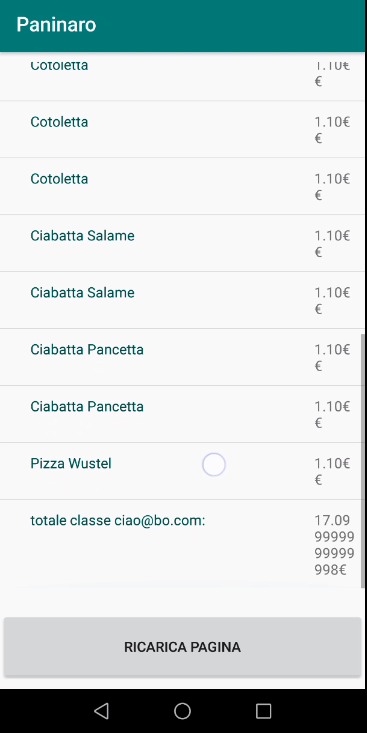 Paninaro
Cotoletta 1.10€
€
Cotoletta 1.10€
€
Cotoletta 1.10€
€
Ciabatta Salame 1.10€
€
Ciabatta Salame 1.10€
€
Ciabatta Pancetta 1.10€
€
Ciabatta Pancetta 1.10€
€
Pizza Wustel 1.10€
€
totale classe ciao@bo.com: 17.09
99999
99999
998€
RICARICA PAGINA